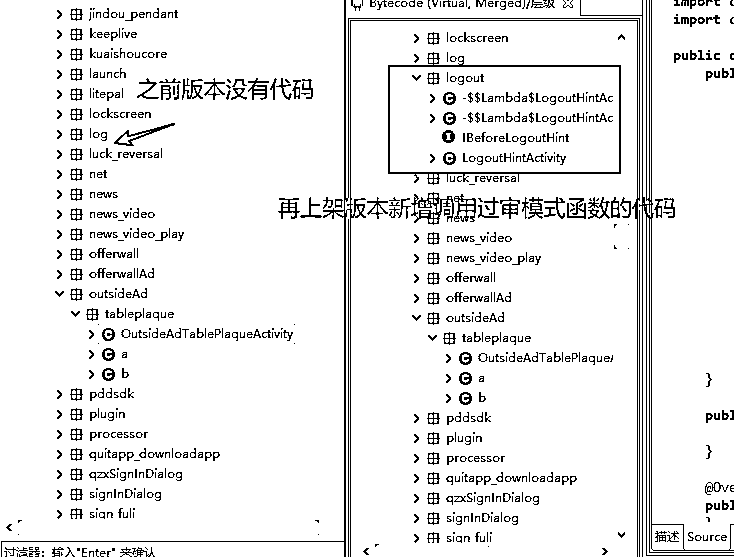 jindou_pendant
keeplive
kuaishoucore
launch
litepal
lockscreen
log
luck_reversal
net
news
news_video
news_video_play
offerwall
offerwallAd
outsideAd
tableplaque
OutsideAdTablePlaqueActivity
a
b
pddsdk
plugin
processor
quitapp_downloadapp
qzxSignInDialog
signInDialog
sign_fuli
过滤器：输入"Enter" 来确认
之前版本没有代码
Bytecode (Virtual, Merged)/层级
lockscreen
log
logout
-$$Lambda$LogoutHintAc
-$$Lambda$LogoutHintAc
IBeforeLogoutHint
LogoutHintActivity
luck_reversal
net
再上架版本新增调用过审模式函数的代码
news
news_video
news_video_play
offerwall
offerwallAd
outsideAd
tableplaque
OutsideAdTablePlaque/
a
b
pddsdk
plugin
processor
quitapp_downloadapp
qzxSignInDialog
signInDialog
sign_fuli
import c
import c
public c
publ
}
publ
}
@Ove
publ
}
描述 Source